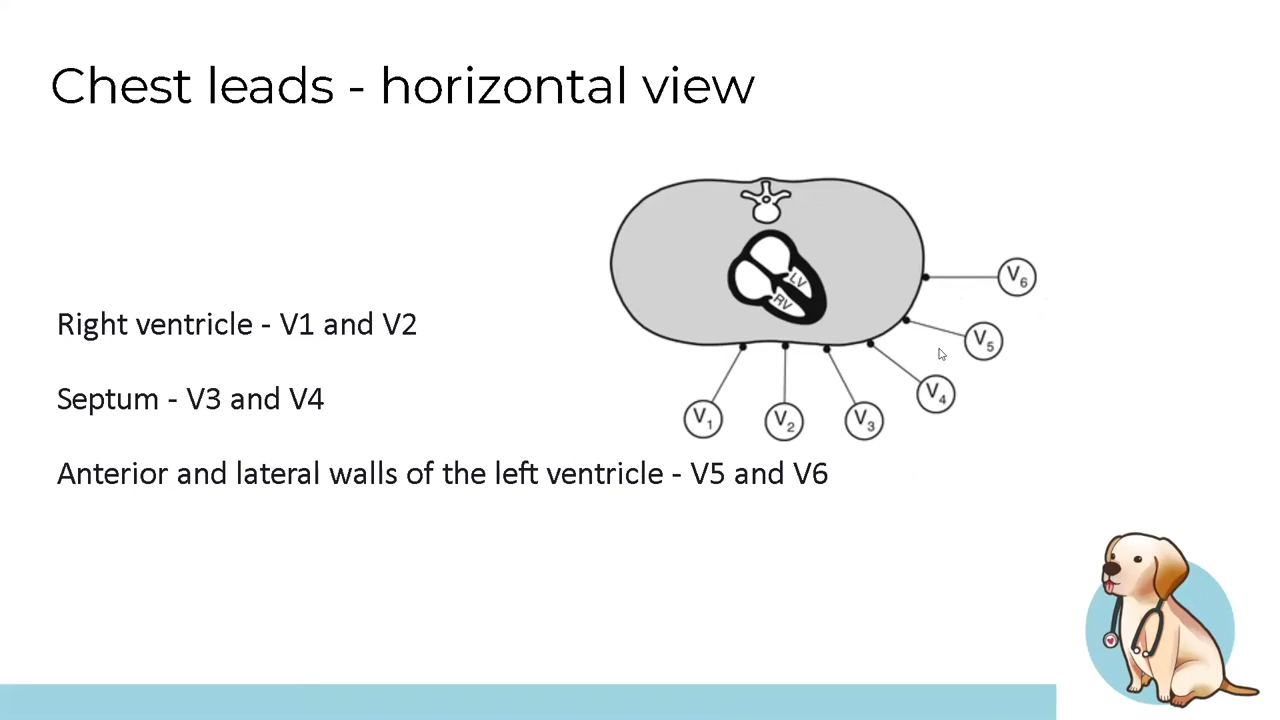 Chest leads - horizontal view
LV
RV
V6
Right ventricle - V1 and V2
V5
Septum - V3 and V4
V4
V1
V2
V3
Anterior and lateral walls of the left ventricle - V5 and V6